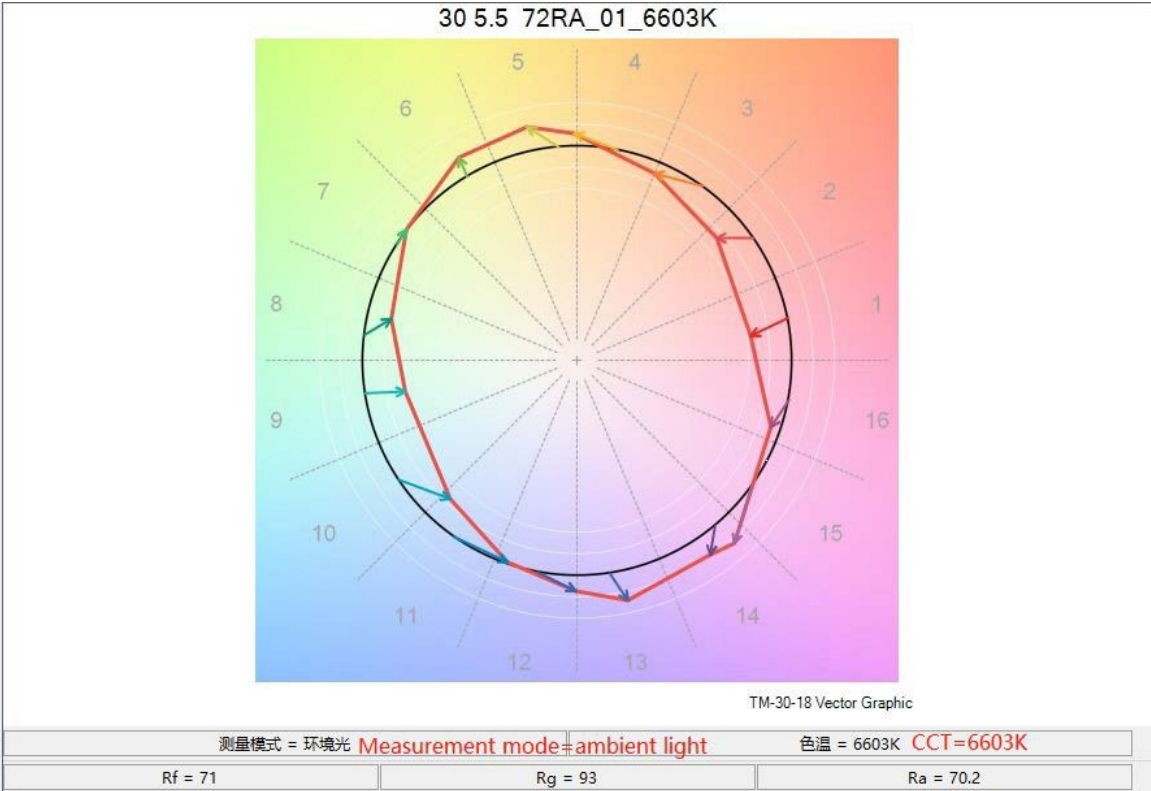 30 5.5 72RA_01_6603K
5 4
6 3
7 2
8 1
9 16
10 15
11 14
12 13
TM-30-18 Vector Graphic
测量模式 = 环境光 Measurement mode=ambient light 色温 = 6603K CCT=6603K
Rf = 71 Rg = 93 Ra = 70.2